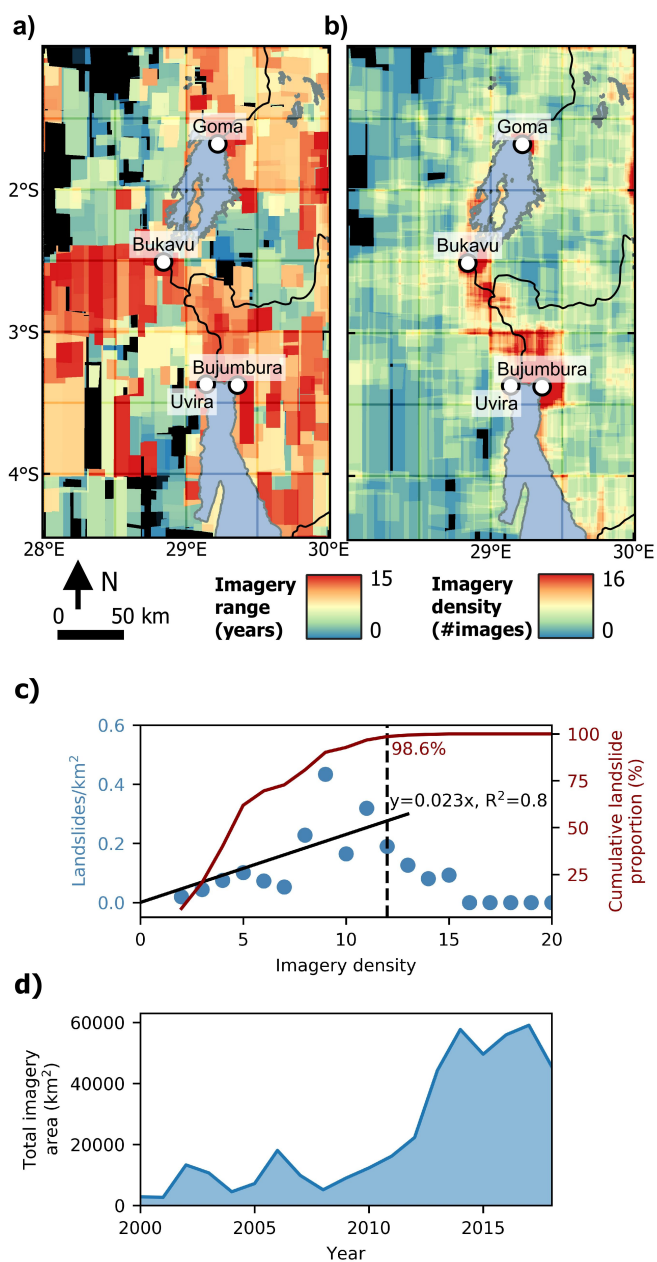 a)
b)
Goma
Goma
2°S
Bukavu
Bukavu
3°S
Bujumbura
Bujumbura
Uvira
Uvira
4°S
28°E
29°E
30°E
29°E
30°E
N
0 50 km
Imagery
range
(years)
15
0
Imagery
density
(#images)
16
0
c)
Landslides/km²
0.6
0.4
0.2
0.0
98.6%
y=0.023x, R²=0.8
100
75
50
25
Cumulative landslide
proportion (%)
0 5 10 15 20
Imagery density
d)
Total imagery
area (km²)
60000
40000
20000
0
2000 2005 2010 2015
Year